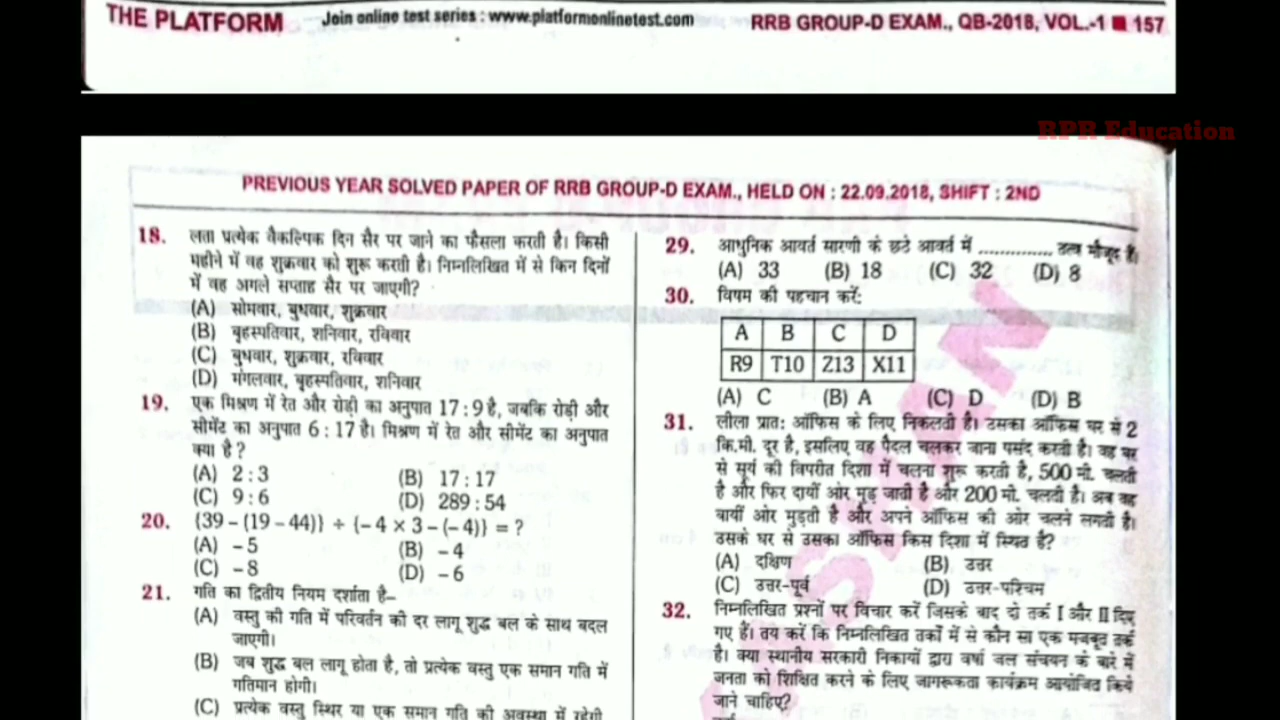 THE PLATFORM Join online test series : www.platformonlinetest.com RRB GROUP-D EXAM., QB-2018, VOL.-1 ■ 157
RPR Education
PREVIOUS YEAR SOLVED PAPER OF RRB GROUP-D EXAM., HELD ON : 22.09.2018, SHIFT : 2ND
18. लता प्रत्येक वैकल्पिक दिन सैर पर जाने का फैसला करती है। किसी
महीने में वह शुक्रवार को शुरू करती है। निम्नलिखित में से किन दिनों
में वह अगले सप्ताह सैर पर जाएगी?
(A) सोमवार, बुधवार, शुक्रवार
(B) बृहस्पतिवार, शनिवार, रविवार
(C) बुधवार, शुक्रवार, रविवार
(D) मंगलवार, बृहस्पतिवार, शनिवार
19. एक मिश्रण में रेत और रोड़ी का अनुपात 17 : 9 है, जबकि रोड़ी और
सीमेंट का अनुपात 6 : 17 है। मिश्रण में रेत और सीमेंट का अनुपात
क्या है ?
(A) 2 : 3 (B) 17 : 17
(C) 9 : 6 (D) 289 : 54
20. {39 – (19 – 44)} ÷ {– 4 × 3 – (– 4)} = ?
(A) – 5 (B) – 4
(C) – 8 (D) – 6
21. गति का द्वितीय नियम दर्शाता है–
(A) वस्तु की गति में परिवर्तन की दर लागू शुद्ध बल के साथ बदल
जाएगी।
(B) जब शुद्ध बल लागू होता है, तो प्रत्येक वस्तु एक समान गति में
गतिमान होगी।
(C) प्रत्येक वस्तु स्थिर या एक समान गति की अवस्था में रहेगी
29. आधुनिक आवर्त सारणी के छठे आवर्त में ............. तत्व मौजूद हैं।
(A) 33 (B) 18 (C) 32 (D) 8
30. विषम की पहचान करें:
A B C D
R9 T10 Z13 X11
(A) C (B) A (C) D (D) B
31. लीला प्रात: ऑफिस के लिए निकलती है। उसका ऑफिस घर से 2
कि.मी. दूर है, इसलिए वह पैदल चलकर जाना पसंद करती है। वह घर
से सूर्य की विपरीत दिशा में चलना शुरू करती है, 500 मी. चलती
है और फिर दायीं ओर मुड़ जाती है और 200 मी. चलती है। अब वह
बायीं ओर मुड़ती है और अपने ऑफिस की ओर चलने लगती है।
उसके घर से उसका ऑफिस किस दिशा में स्थित है?
(A) दक्षिण (B) उत्तर
(C) उत्तर-पूर्व (D) उत्तर-पश्चिम
32. निम्नलिखित प्रश्नों पर विचार करें जिसके बाद दो तर्क I और II दिए
गए हैं। तय करें कि निम्नलिखित तर्कों में से कौन सा एक मजबूत तर्क
है। क्या स्थानीय सरकारी निकायों द्वारा वर्षा जल संचयन के बारे में
जनता को शिक्षित करने के लिए जागरूकता कार्यक्रम आयोजित किये
जाने चाहिए?